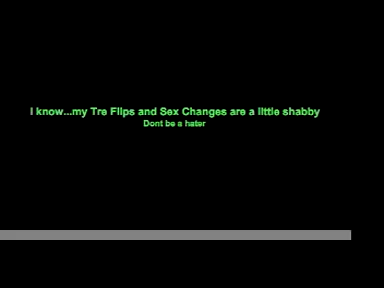 I know...my Tre Flips and Sex Changes are a little shabby
Dont be a hater